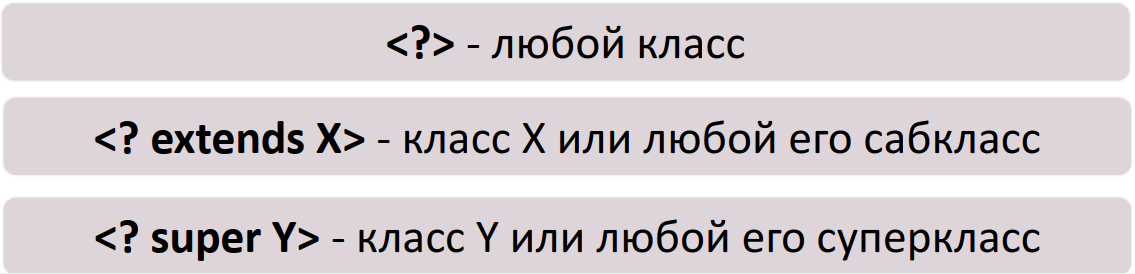 <?> - любой класс
<? extends X> - класс X или любой его сабкласс
<? super Y> - класс Y или любой его суперкласс